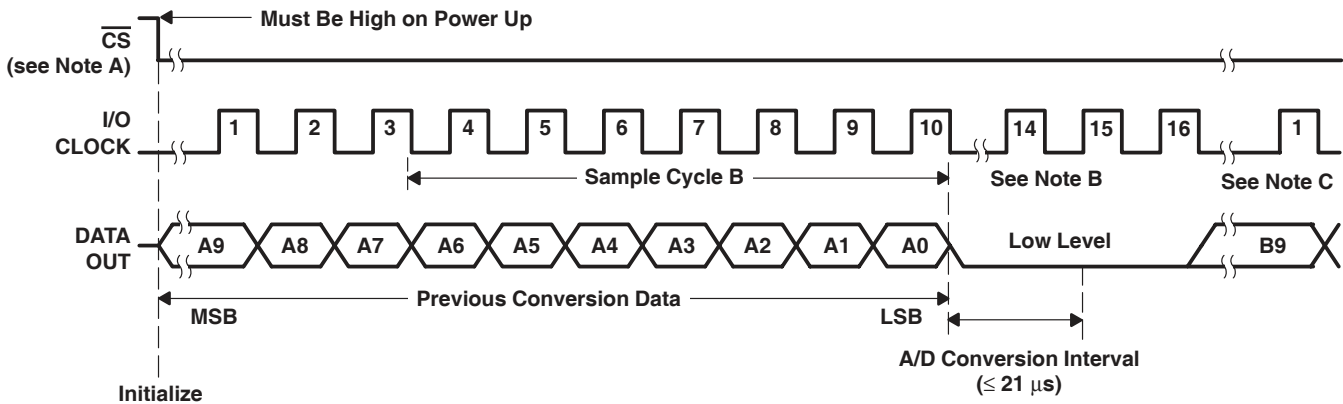 Must Be High on Power Up
CS
(see Note A)
I/O
CLOCK
1 2 3 4 5 6 7 8 9 10 14 15 16 1
Sample Cycle B
See Note B
See Note C
DATA
OUT
A9 A8 A7 A6 A5 A4 A3 A2 A1 A0 Low Level B9
Previous Conversion Data
MSB
LSB
A/D Conversion Interval
(≤ 21 μs)
Initialize